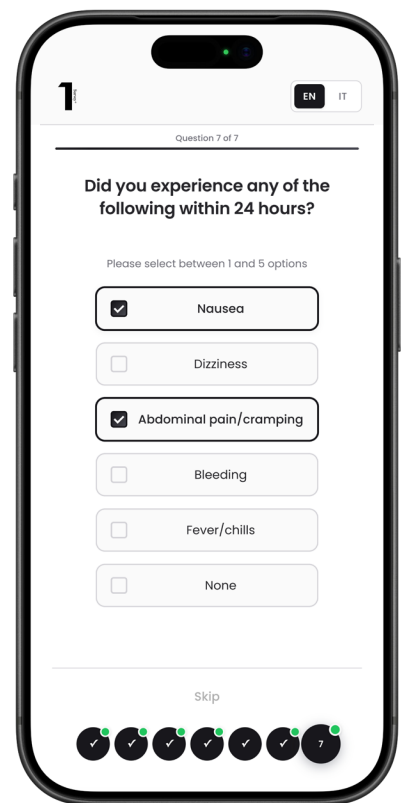 1
EN IT
Question 7 of 7
Did you experience any of the
following within 24 hours?
Please select between 1 and 5 options
Nausea
Dizziness
Abdominal pain/cramping
Bleeding
Fever/chills
None
Skip
7